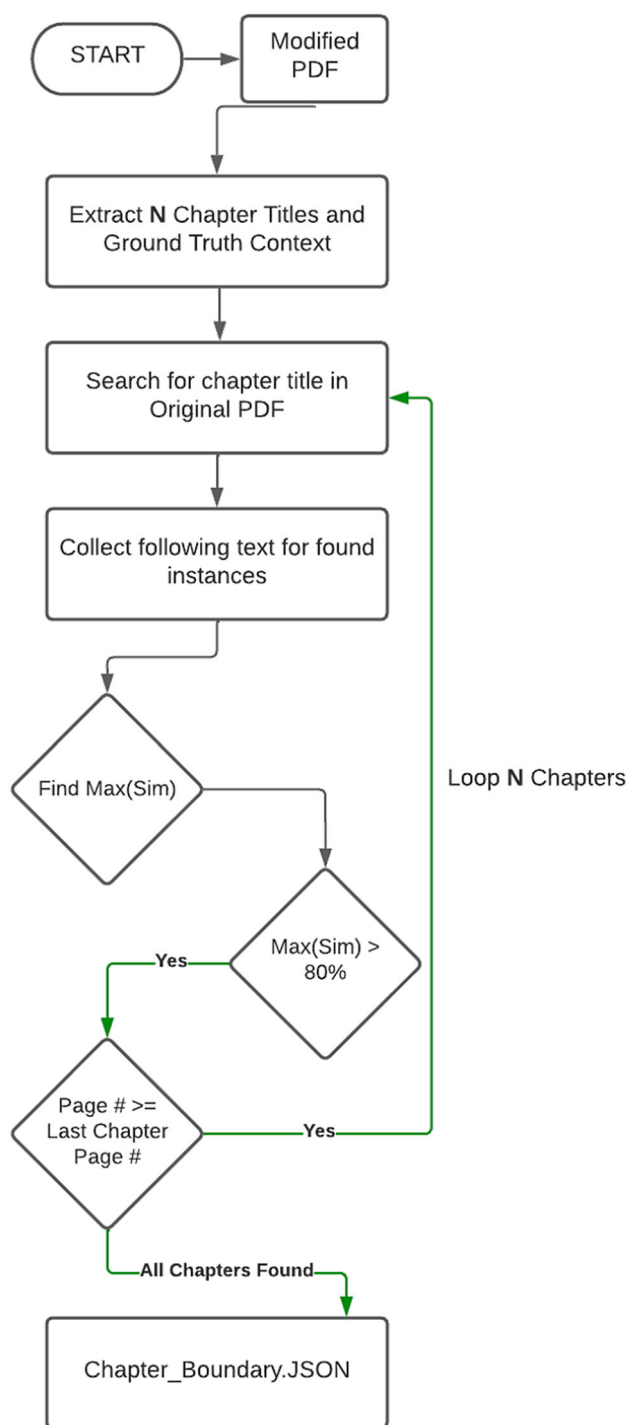 START
Modified
PDF
Extract N Chapter Titles and
Ground Truth Context
Search for chapter title in
Original PDF
Collect following text for found
instances
Find Max(Sim)
Loop N Chapters
Max(Sim) >
80%
Yes
Page # >=
Last Chapter
Page #
Yes
All Chapters Found
Chapter_Boundary.JSON